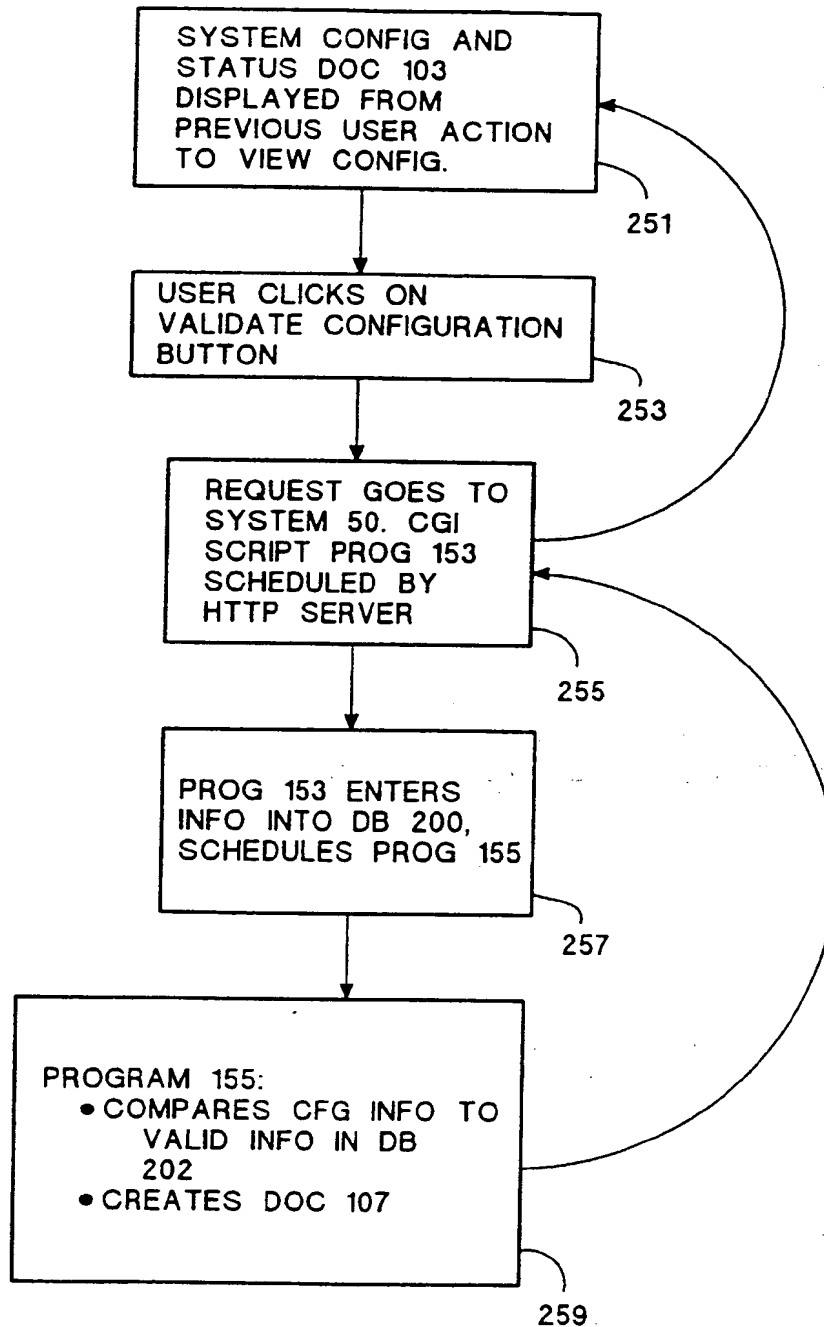 SYSTEM CONFIG AND
STATUS DOC 103
DISPLAYED FROM
PREVIOUS USER ACTION
TO VIEW CONFIG.
251
USER CLICKS ON
VALIDATE CONFIGURATION
BUTTON
253
REQUEST GOES TO
SYSTEM 50. CGI
SCRIPT PROG 153
SCHEDULED BY
HTTP SERVER
255
PROG 153 ENTERS
INFO INTO DB 200,
SCHEDULES PROG 155
257
PROGRAM 155:
• COMPARES CFG INFO TO
VALID INFO IN DB
202
• CREATES DOC 107
259